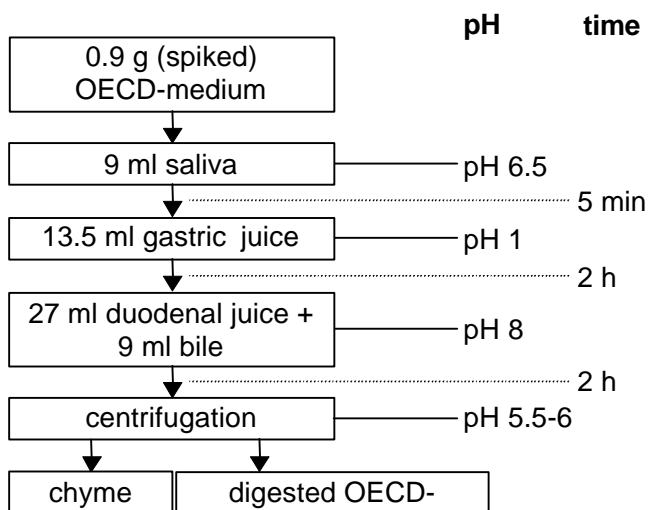 pH time
0.9 g (spiked)
OECD-medium
9 ml saliva
pH 6.5
5 min
13.5 ml gastric juice
pH 1
2 h
27 ml duodenal juice +
9 ml bile
pH 8
2 h
centrifugation
pH 5.5-6
chyme
digested OECD-